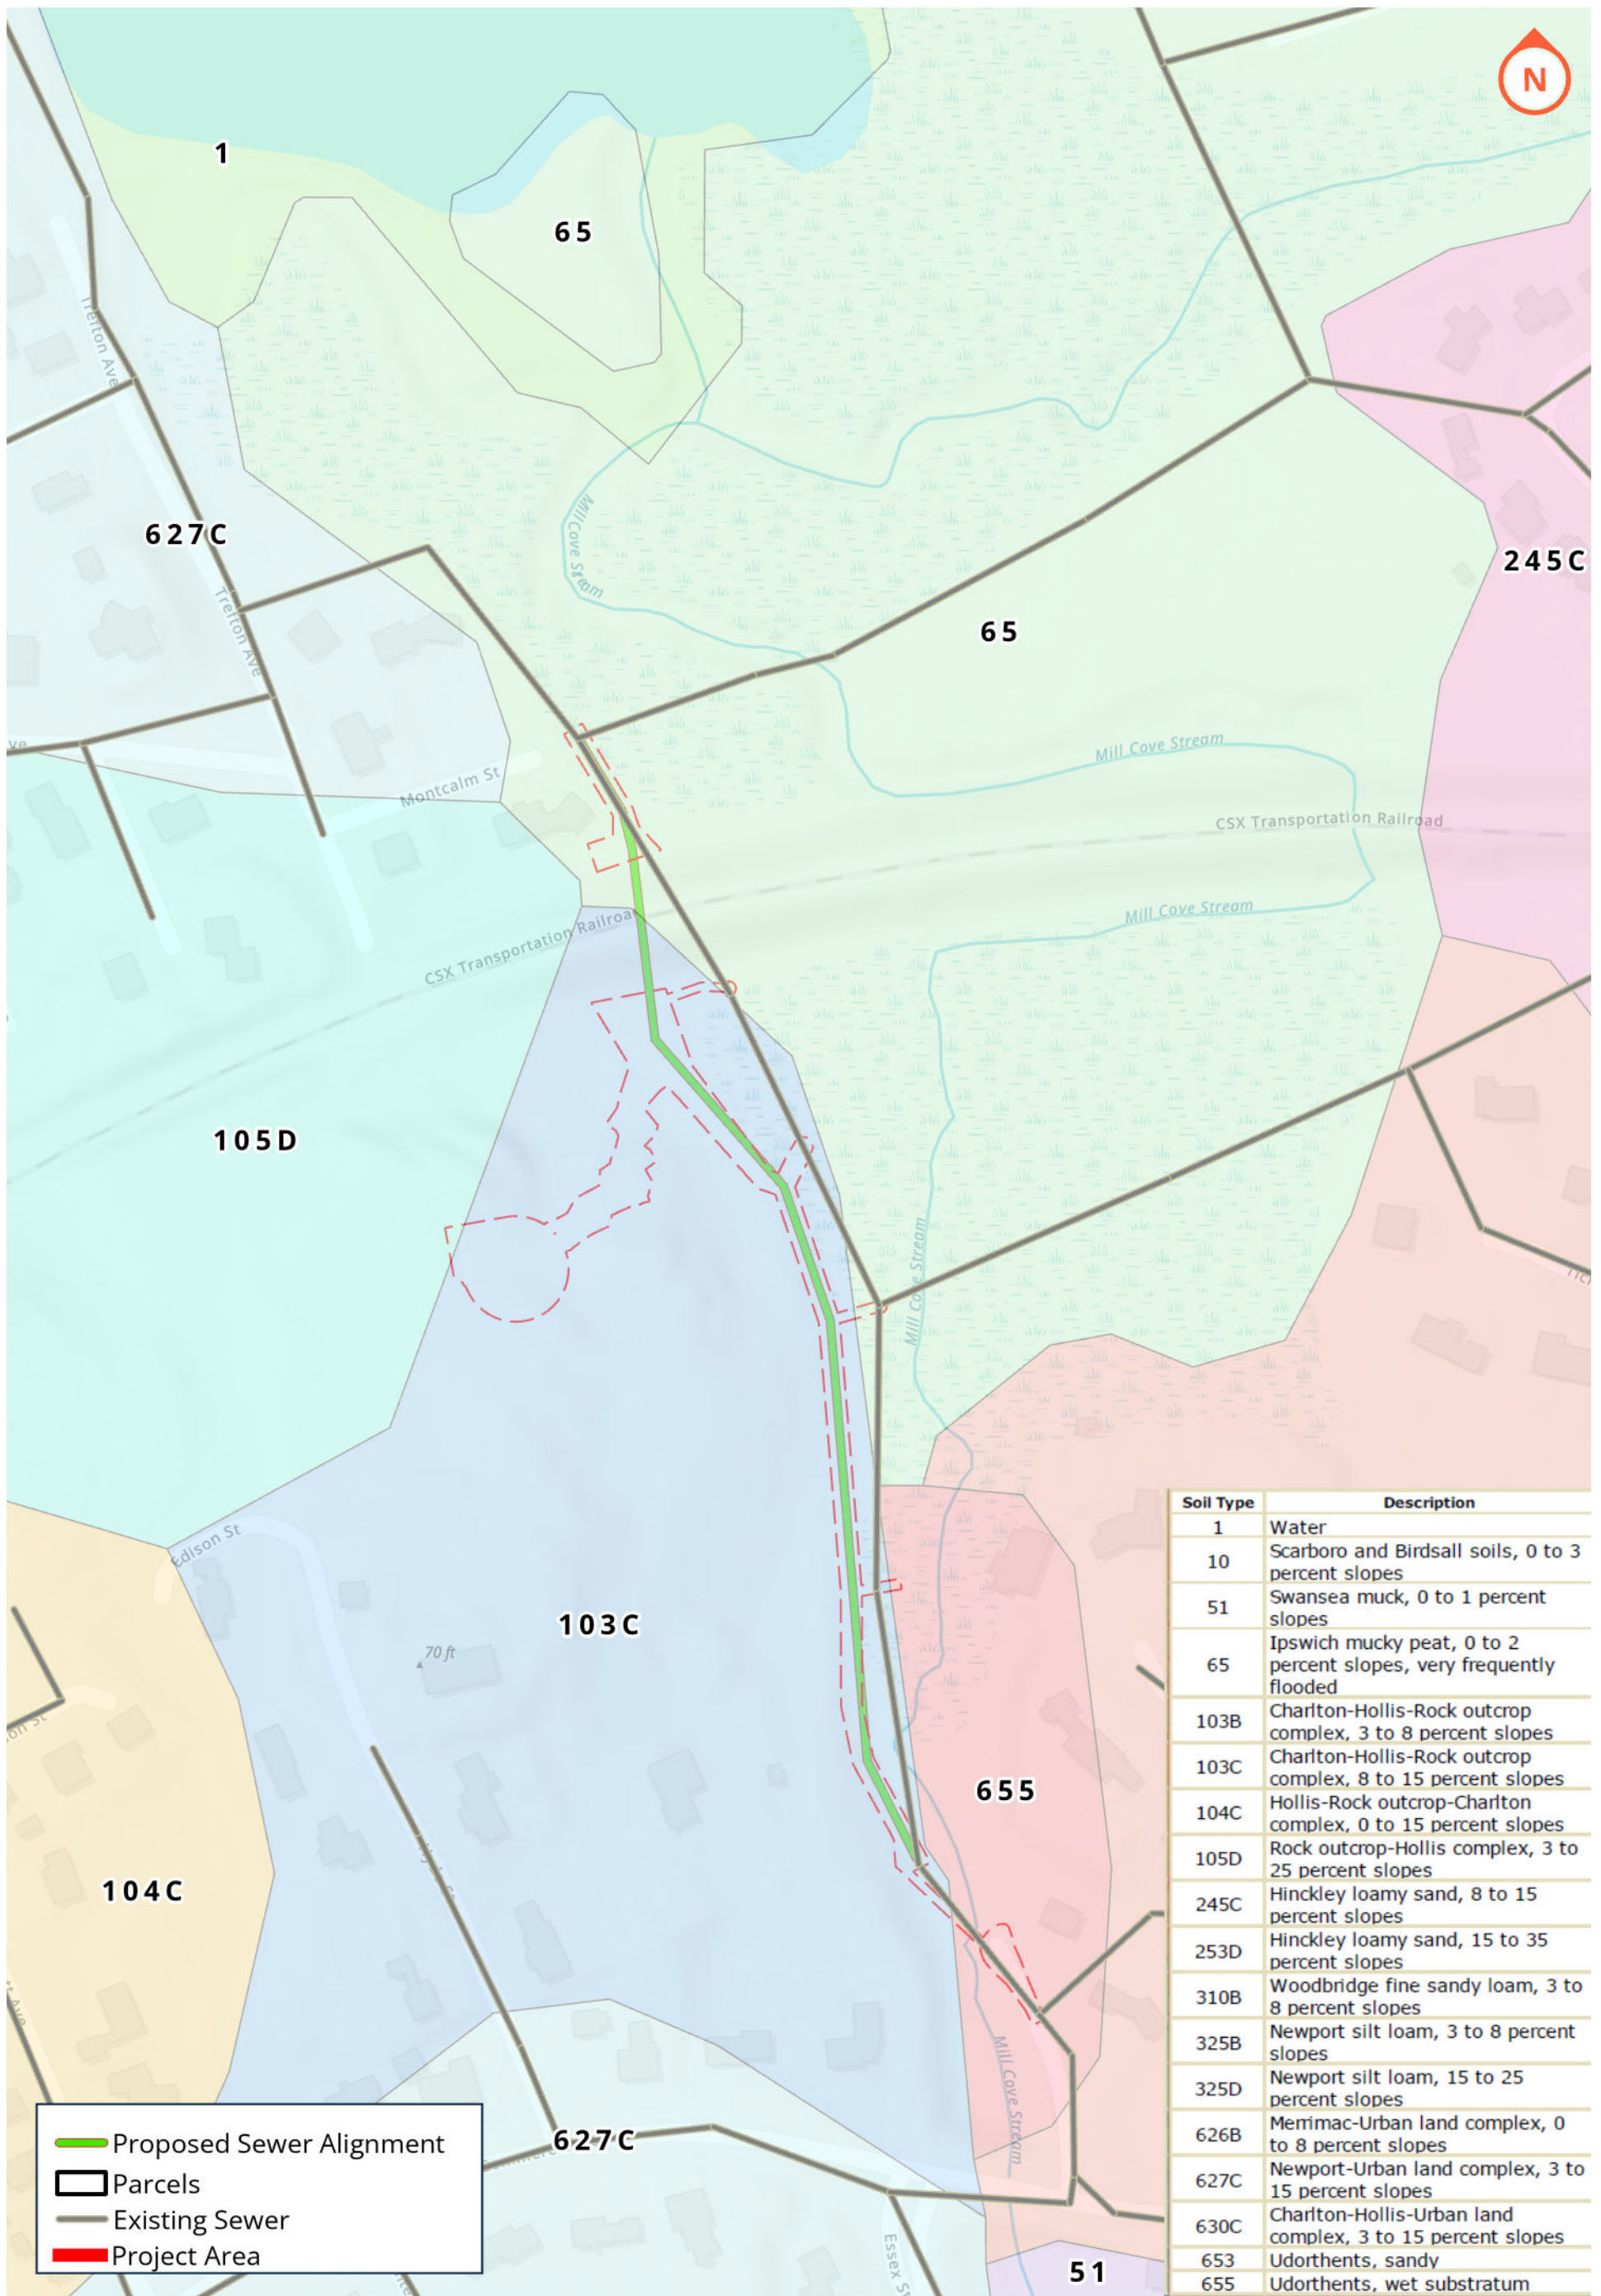 N
1
65
Trefton Ave
627C
245C
Mill Cove Stream
65
Trefton Ave
Mill Cove Stream
Montcalm St
CSX Transportation Railroad
Mill Cove Stream
CSX Transportation Railroad
105D
Mill Cove Stream
Edison St
103C
70 ft
655
104C
Mill Cove Stream
627C
Essex St
51
Proposed Sewer Alignment
Parcels
Existing Sewer
Project Area
Soil Type Description
1 Water
10 Scarboro and Birdsall soils, 0 to 3
percent slopes
51 Swansea muck, 0 to 1 percent
slopes
65 Ipswich mucky peat, 0 to 2
percent slopes, very frequently
flooded
103B Charlton-Hollis-Rock outcrop
complex, 3 to 8 percent slopes
103C Charlton-Hollis-Rock outcrop
complex, 8 to 15 percent slopes
104C Hollis-Rock outcrop-Charlton
complex, 0 to 15 percent slopes
105D Rock outcrop-Hollis complex, 3 to
25 percent slopes
245C Hinckley loamy sand, 8 to 15
percent slopes
253D Hinckley loamy sand, 15 to 35
percent slopes
310B Woodbridge fine sandy loam, 3 to
8 percent slopes
325B Newport silt loam, 3 to 8 percent
slopes
325D Newport silt loam, 15 to 25
percent slopes
626B Merrimac-Urban land complex, 0
to 8 percent slopes
627C Newport-Urban land complex, 3 to
15 percent slopes
630C Charlton-Hollis-Urban land
complex, 3 to 15 percent slopes
653 Udorthents, sandy
655 Udorthents, wet substratum